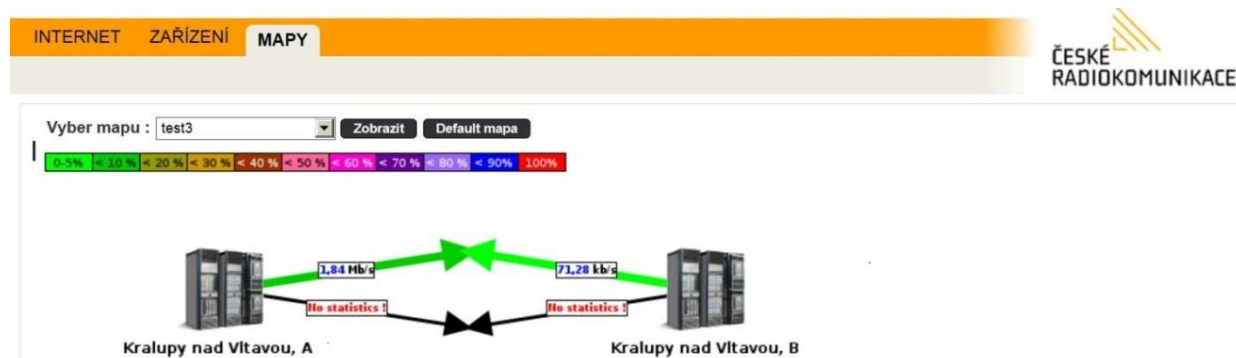 INTERNET ZAŘÍZENÍ MAPY
ČESKÉ
RADIOKOMUNIKACE
Vyber mapu : test3 Zobrazit Default mapa
0-5% < 10 % < 20 % < 30 % < 40 % < 50 % < 60 % < 70 % < 80 % < 90% 100%
1,84 Mb/s 71,28 kb/s
No statistics ! No statistics !
Kralupy nad Vltavou, A Kralupy nad Vltavou, B